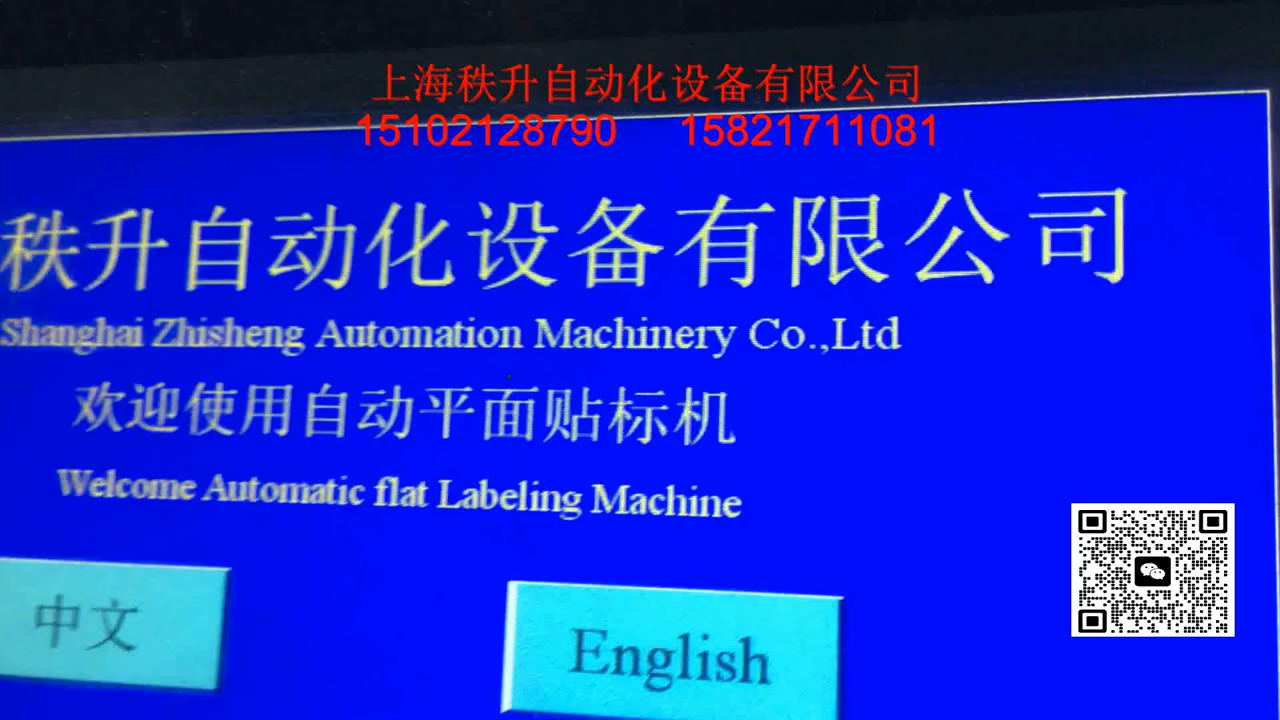 上海秩升自动化设备有限公司
15102128790 15821711081
秩升自动化设备有限公司
Shanghai Zhisheng Automation Machinery Co.,Ltd
欢迎使用自动平面贴标机
Welcome Automatic flat Labeling Machine
中文
English